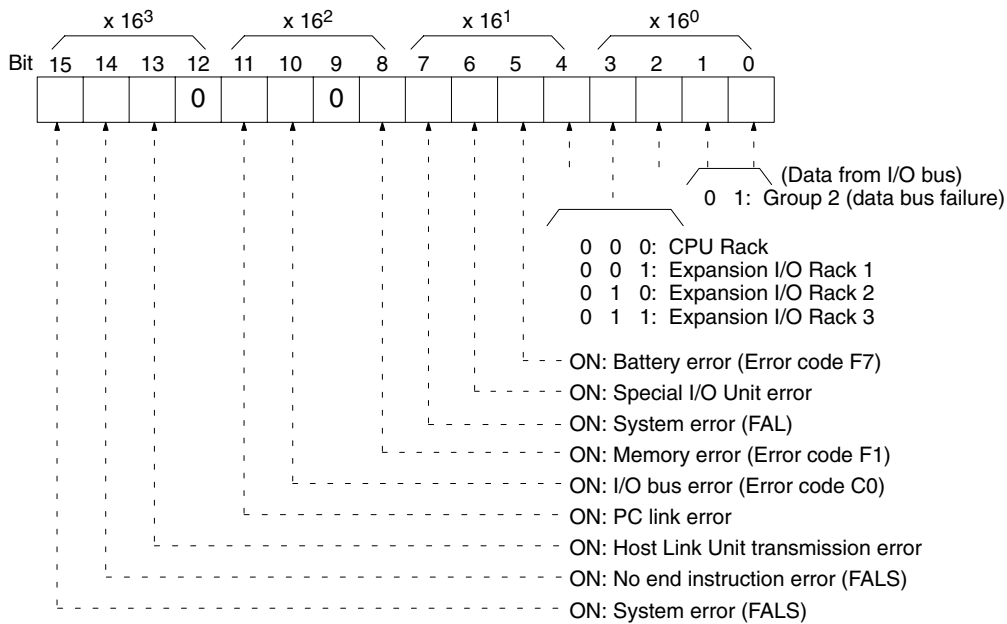 x 16³ x 16² x 16¹ x 16⁰
Bit 15 14 13 12 11 10 9 8 7 6 5 4 3 2 1 0
0 0
(Data from I/O bus)
0 1: Group 2 (data bus failure)
0 0 0: CPU Rack
0 0 1: Expansion I/O Rack 1
0 1 0: Expansion I/O Rack 2
0 1 1: Expansion I/O Rack 3
ON: Battery error (Error code F7)
ON: Special I/O Unit error
ON: System error (FAL)
ON: Memory error (Error code F1)
ON: I/O bus error (Error code C0)
ON: PC link error
ON: Host Link Unit transmission error
ON: No end instruction error (FALS)
ON: System error (FALS)